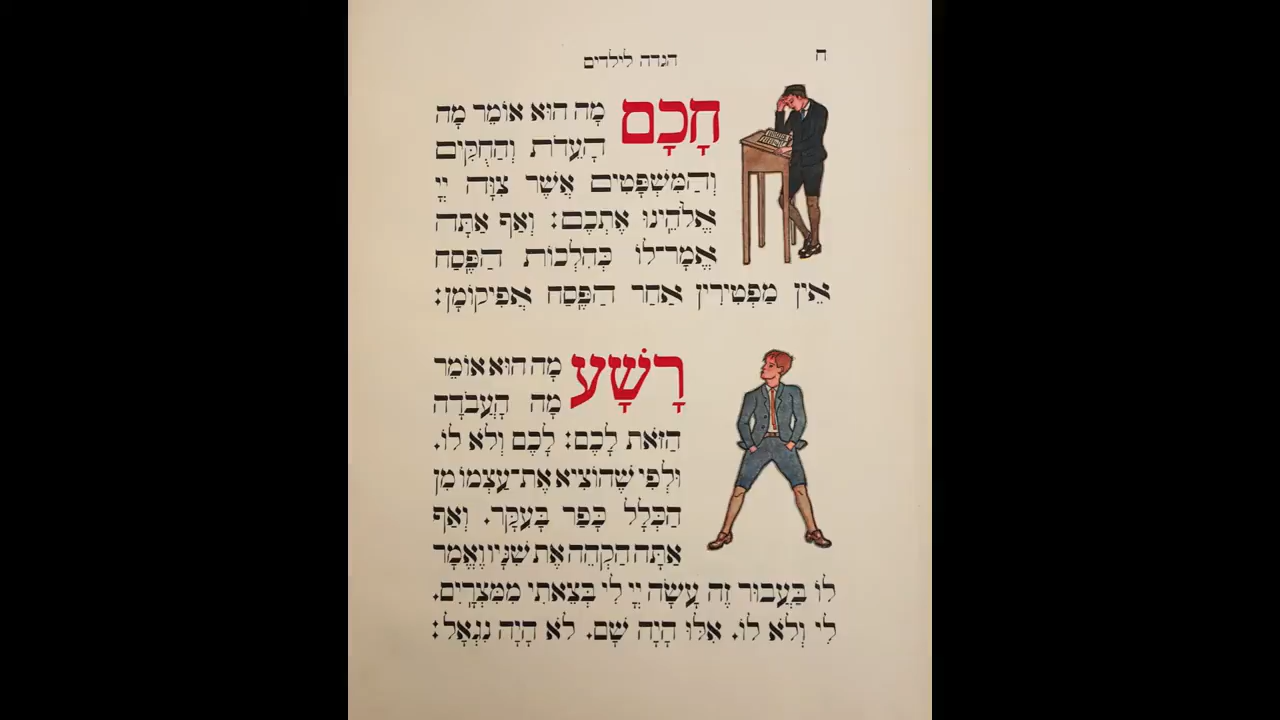 ח
הגדה לילדים
חָכָם מָה הוּא אוֹמֵר מָה
הָעֵדֹת וְהַחֻקִּים
וְהַמִּשְׁפָּטִים אֲשֶׁר צִוָּה יְיָ
אֱלֹהֵינוּ אֶתְכֶם: וְאַף אַתָּה
אֱמָר־לוֹ כְּהִלְכוֹת הַפֶּסַח
אֵין מַפְטִירִין אַחַר הַפֶּסַח אֲפִיקוֹמָן:
רָשָׁע מָה הוּא אוֹמֵר
מָה הָעֲבֹדָה
הַזֹּאת לָכֶם: לָכֶם וְלֹא לוֹ.
וּלְפִי שֶׁהוֹצִיא אֶת־עַצְמוֹ מִן
הַכְּלָל כָּפַר בָּעִקָּר. וְאַף
אַתָּה הַקְהֵה אֶת שִׁנָּיו וֶאֱמָר
לוֹ בַּעֲבוּר זֶה עָשָׂה יְיָ לִי בְּצֵאתִי מִמִּצְרָיִם.
לִי וְלֹא לוֹ. אִלּוּ הָיָה שָׁם. לֹא הָיָה נִגְאָל: